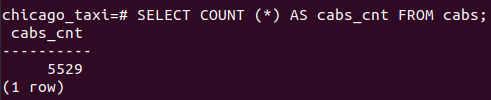 chicago_taxi=# SELECT COUNT (*) AS cabs_cnt FROM cabs;
 cabs_cnt
----------
     5529
(1 row)